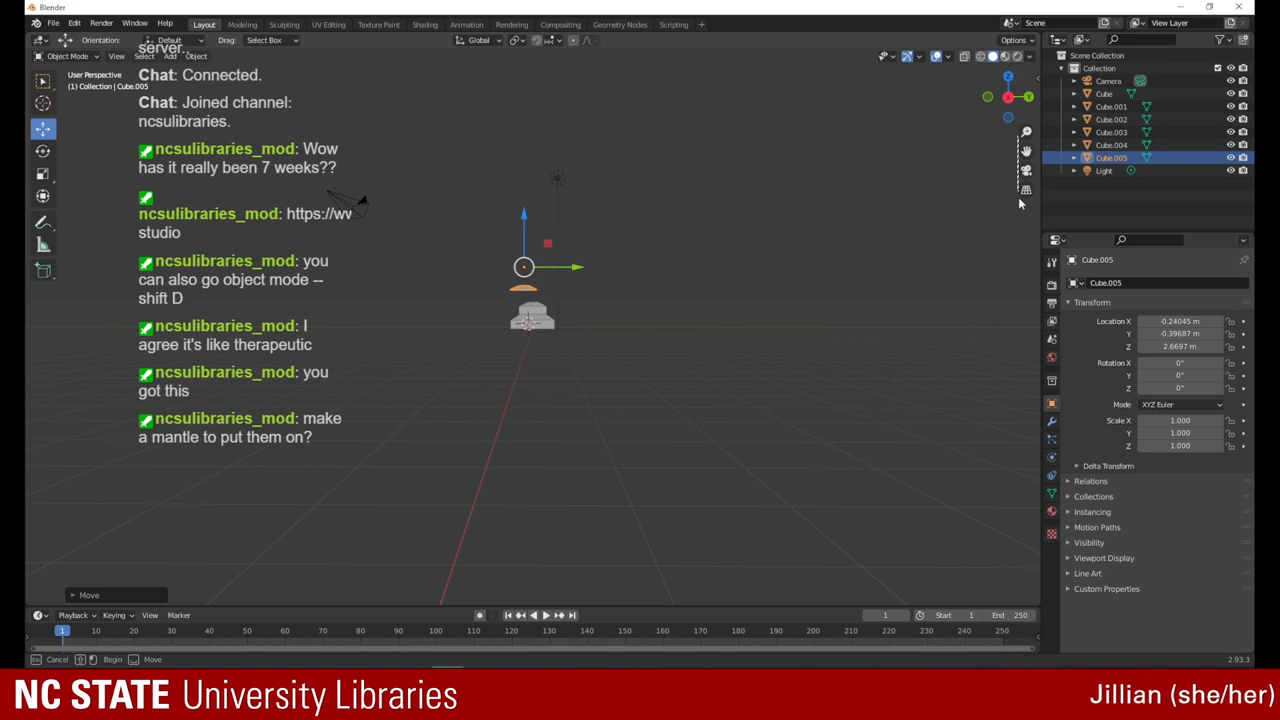 Blender
File Edit Render Window Help Layout Modeling Sculpting UV Editing Texture Paint Shading Animation Rendering Compositing Geometry Nodes Scripting + Scene View Layer
Orientation: Default Drag: Select Box Global Options
Object Mode View Select Add Object
User Perspective
(1) Collection | Cube.005
server..
Chat: Connected.
Chat: Joined channel:
ncsulibraries.
ncsulibraries_mod: Wow
has it really been 7 weeks??
ncsulibraries_mod: https://wv
studio
ncsulibraries_mod: you
can also go object mode --
shift D
ncsulibraries_mod: I
agree it's like therapeutic
ncsulibraries_mod: you
got this
ncsulibraries_mod: make
a mantle to put them on?
Z
X
Y
Scene Collection
Collection
Camera
Cube
Cube.001
Cube.002
Cube.003
Cube.004
Cube.005
Light
Cube.005
Cube.005
Transform
Location X -0.24045 m
Y -0.39687 m
Z 2.6697 m
Rotation X 0°
Y 0°
Z 0°
Mode XYZ Euler
Scale X 1.000
Y 1.000
Z 1.000
Delta Transform
Relations
Collections
Instancing
Motion Paths
Visibility
Viewport Display
Line Art
Custom Properties
Move
Playback Keying View Marker 1 Start 1 End 250
1 10 20 30 40 50 60 70 80 90 100 110 120 130 140 150 160 170 180 190 200 210 220 230 240 250
Cancel Begin Move 2.93.3
NC STATE University Libraries
Jillian (she/her)